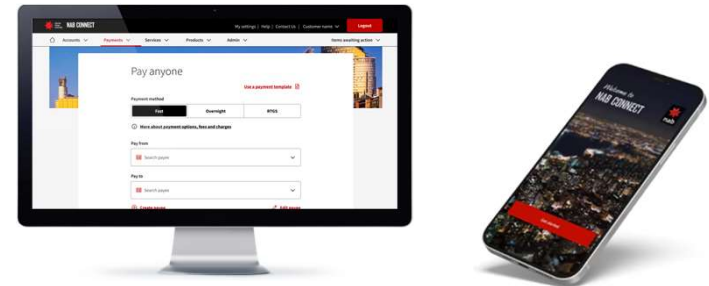 NAB CONNECT
My settings | Help | Contact Us | Customer name
Logout
Accounts
Payments
Services
Products
Admin
Items awaiting action
Pay anyone
Use a payment template
Payment method
Fast
Overnight
RTGS
More about payment options, fees and charges
Pay from
Search payee
Pay to
Search payee
Create payee
Edit payee
Welcome to
NAB CONNECT
nab
Get started